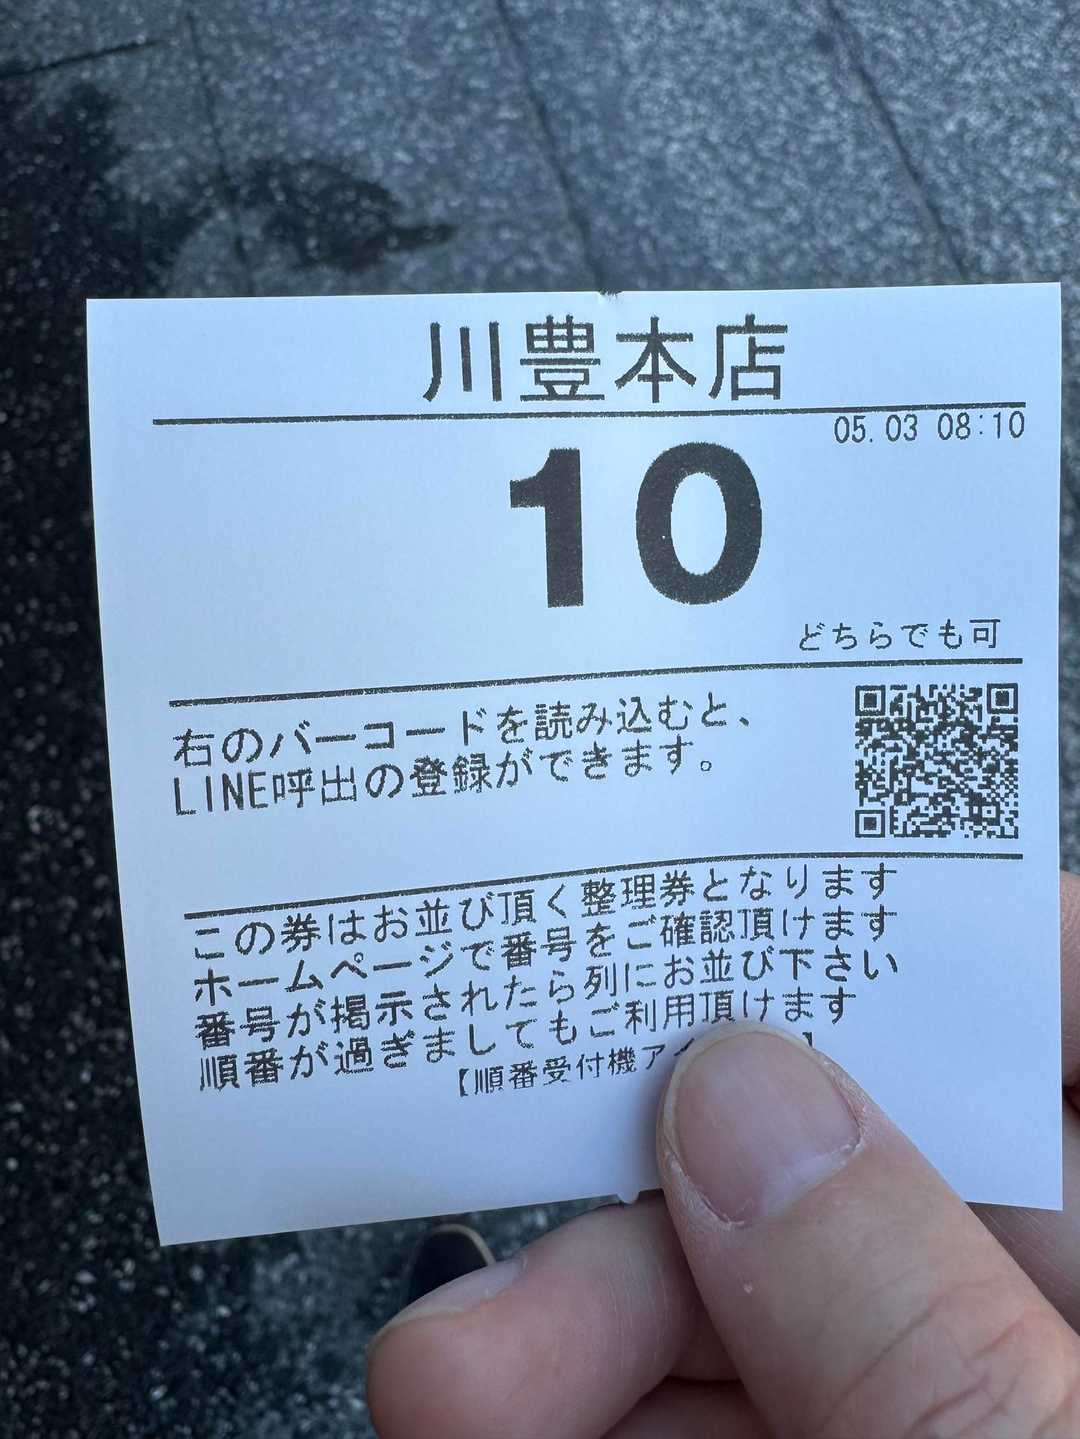 川豊本店
05.03 08:10
10
どちらでも可
右のバーコードを読み込むと、
LINE呼出の登録ができます。
この券はお並び頂く整理券となります
ホームページで番号をご確認頂けます
番号が掲示されたら列にお並び下さい
順番が過ぎましてもご利用頂けます
【順番受付機ア